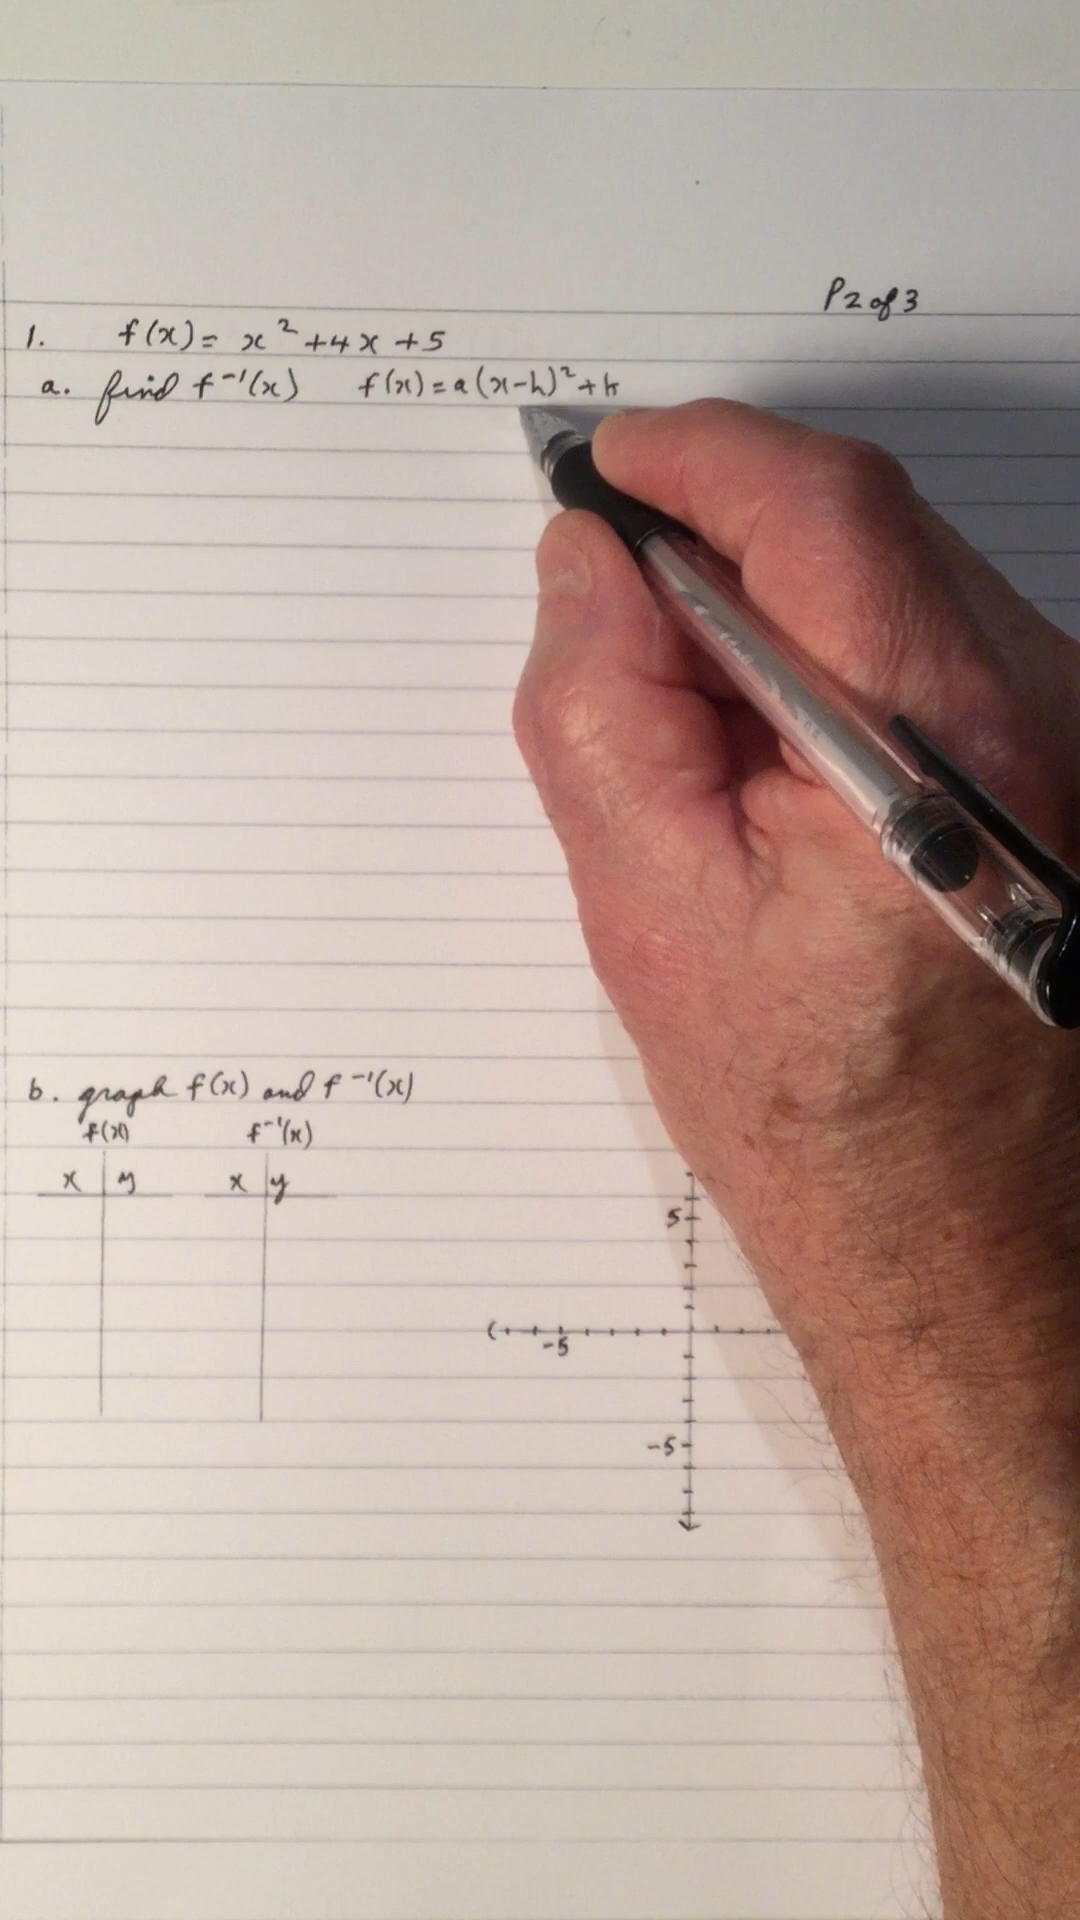 P2 of 3
1. f(x) = x² + 4x + 5
a. find f⁻¹(x) f(x) = a(x-h)² + k
b. graph f(x) and f⁻¹(x)
f(x) f⁻¹(x)
x y x y
5
-5
-5